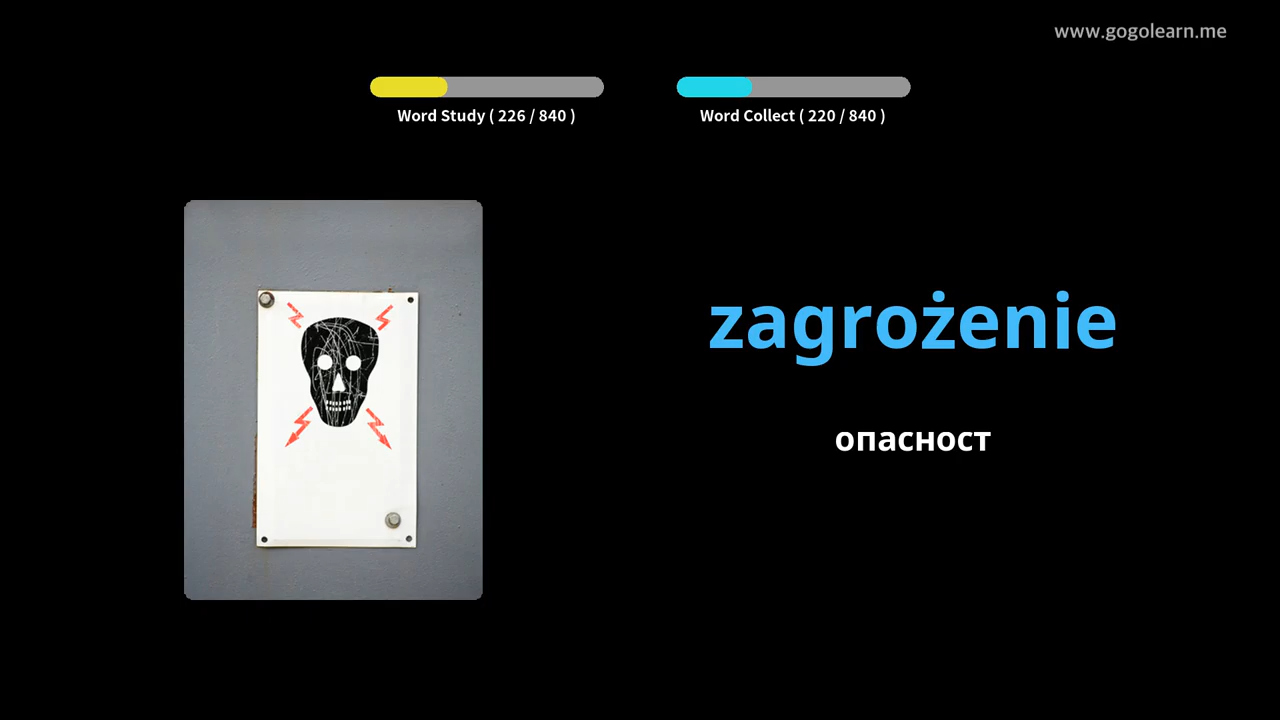 www.gogolearn.me
Word Study ( 226 / 840 )
Word Collect ( 220 / 840 )
zagrożenie
опасност